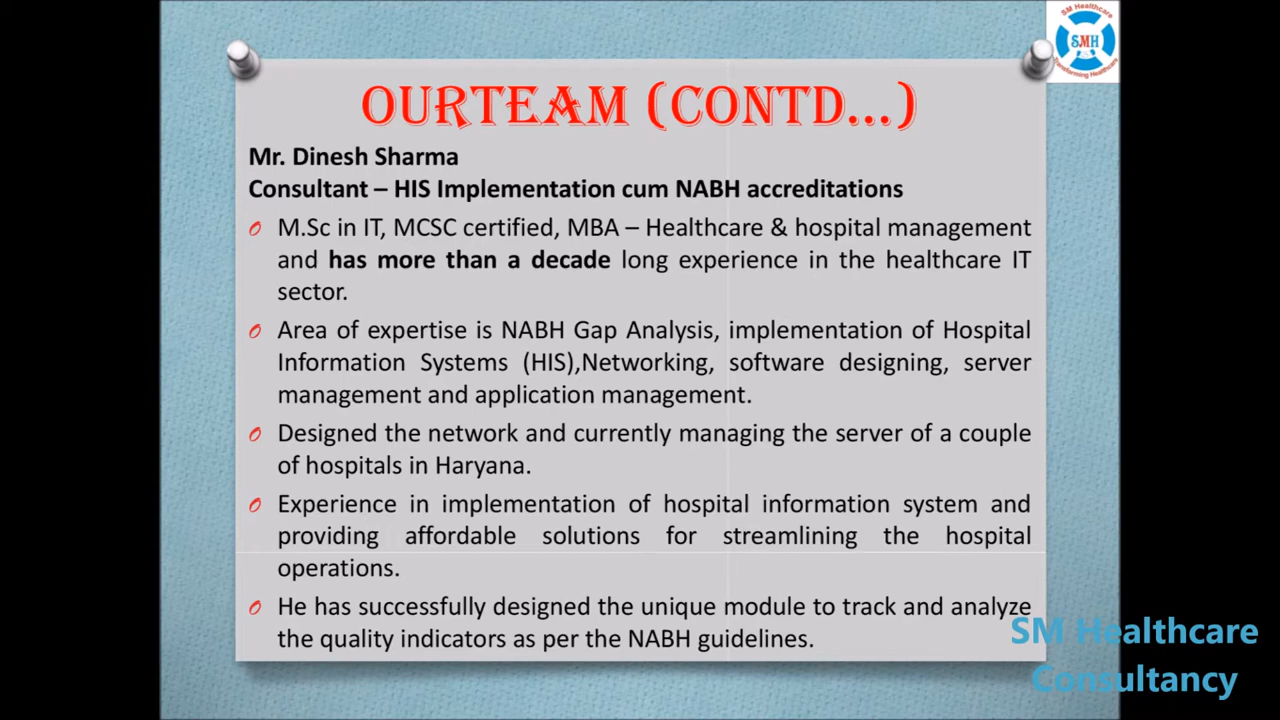 SM Healthcare
SMH
Transforming Healthcare
OURTEAM (CONTD...)
Mr. Dinesh Sharma
Consultant – HIS Implementation cum NABH accreditations
M.Sc in IT, MCSC certified, MBA – Healthcare & hospital management
and has more than a decade long experience in the healthcare IT
sector.
Area of expertise is NABH Gap Analysis, implementation of Hospital
Information Systems (HIS),Networking, software designing, server
management and application management.
Designed the network and currently managing the server of a couple
of hospitals in Haryana.
Experience in implementation of hospital information system and
providing affordable solutions for streamlining the hospital
operations.
He has successfully designed the unique module to track and analyze
the quality indicators as per the NABH guidelines.
SM Healthcare
Consultancy